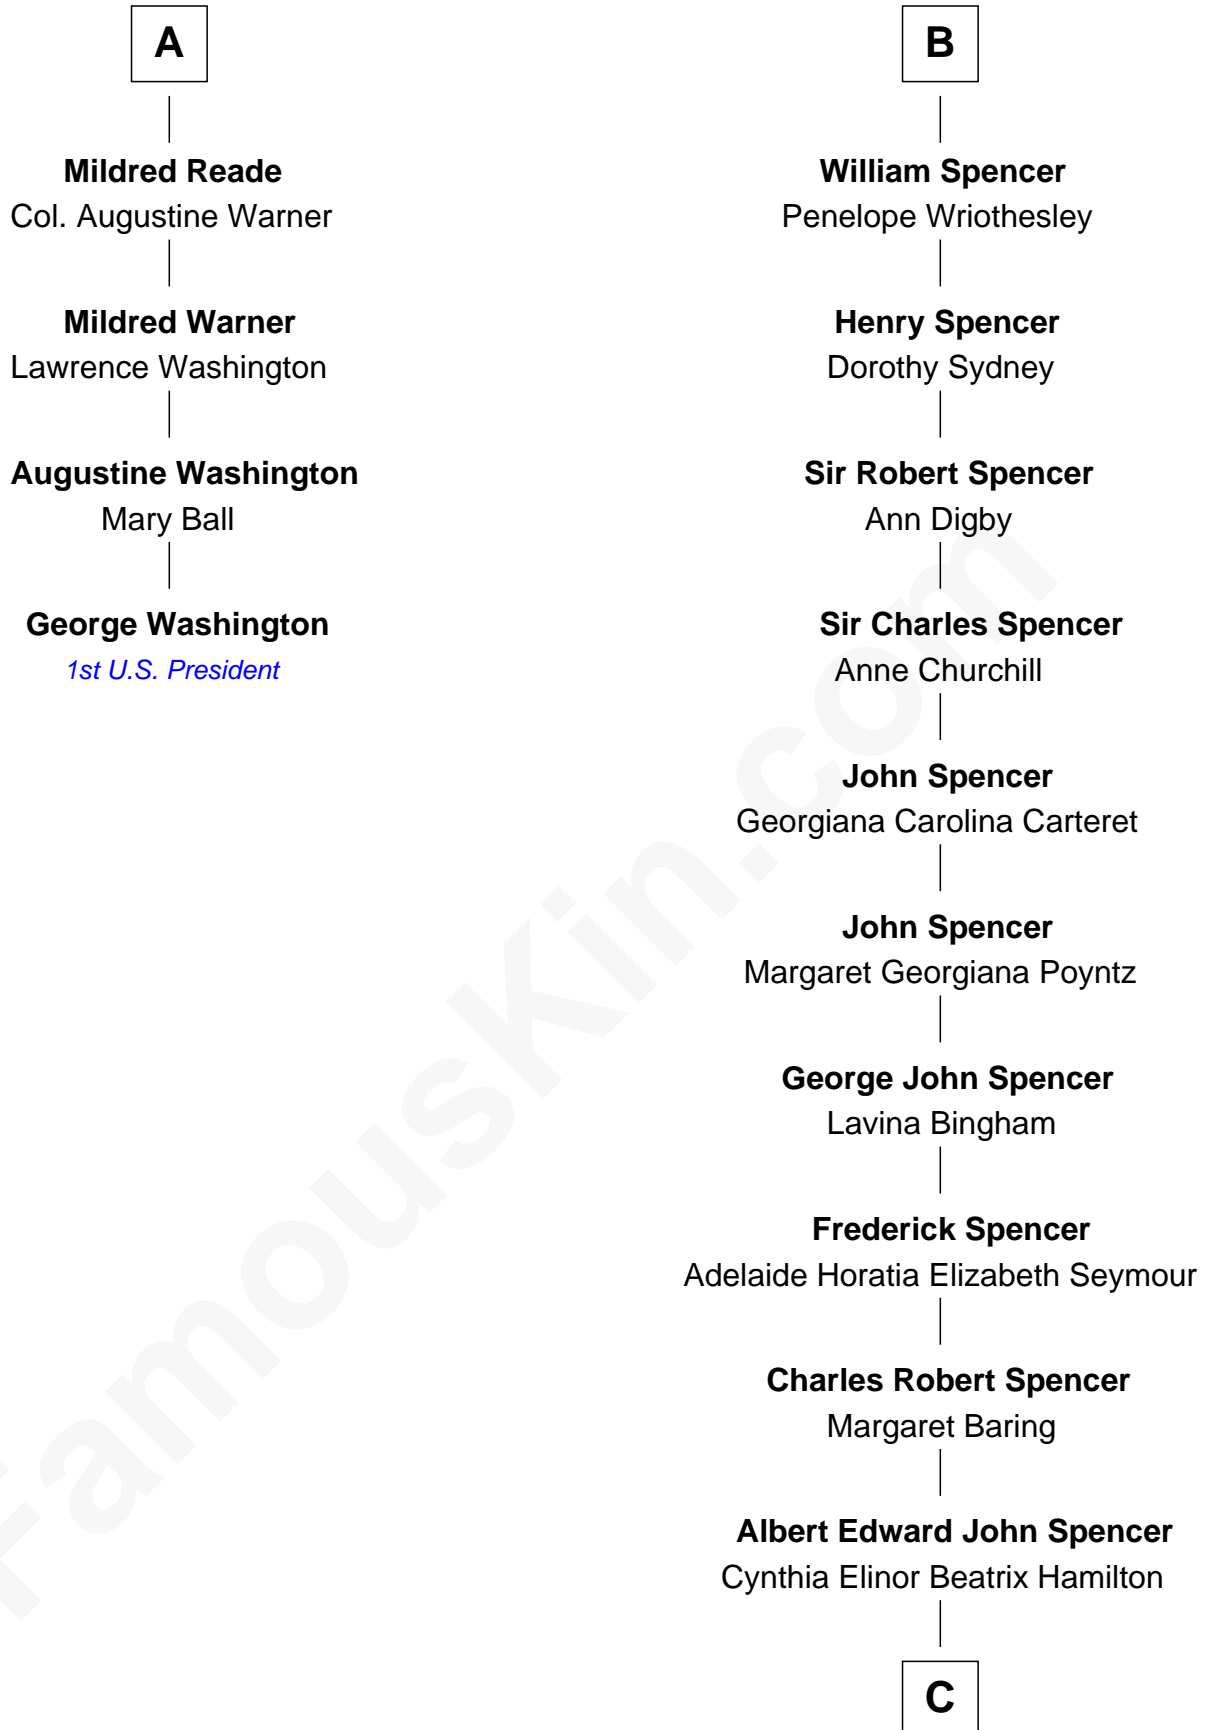 A
Mildred Reade
Col. Augustine Warner
Mildred Warner
Lawrence Washington
Augustine Washington
Mary Ball
George Washington
1st U.S. President
B
William Spencer
Penelope Wriothesley
Henry Spencer
Dorothy Sydney
Sir Robert Spencer
Ann Digby
Sir Charles Spencer
Anne Churchill
John Spencer
Georgiana Carolina Carteret
John Spencer
Margaret Georgiana Poyntz
George John Spencer
Lavina Bingham
Frederick Spencer
Adelaide Horatia Elizabeth Seymour
Charles Robert Spencer
Margaret Baring
Albert Edward John Spencer
Cynthia Elinor Beatrix Hamilton
C
FamousKin.com